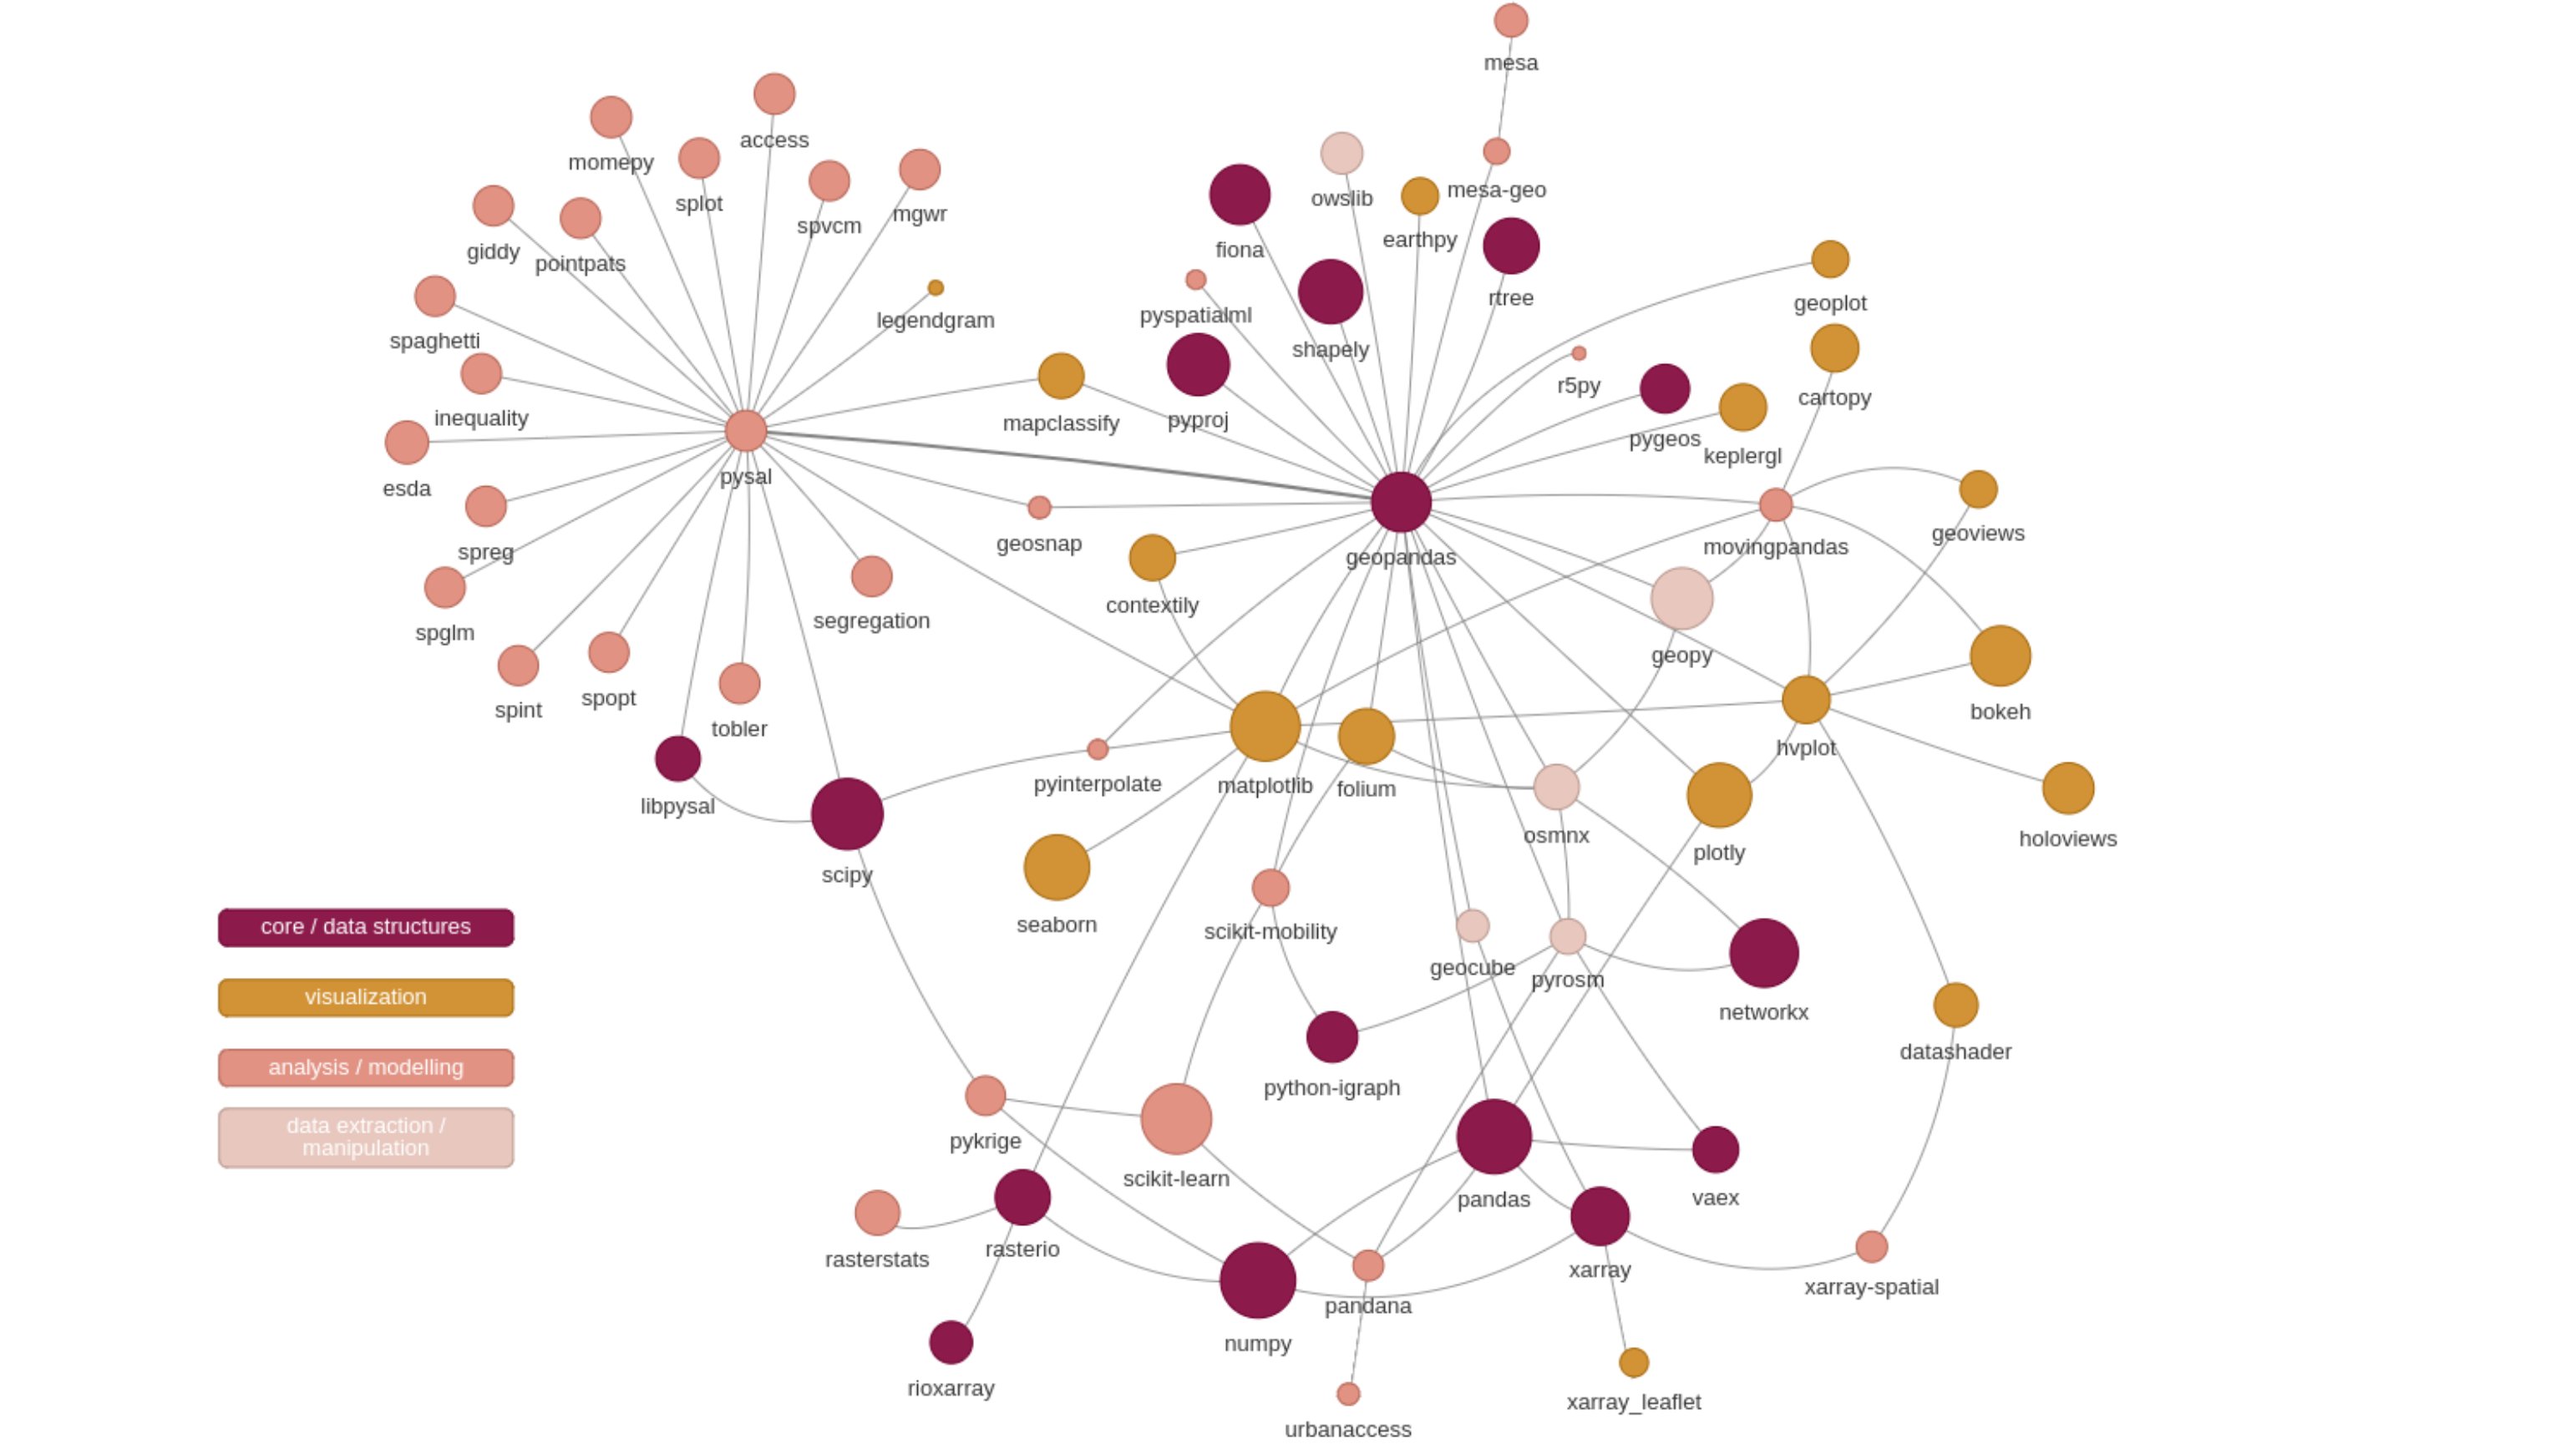 mesa
access
momepy
splot
owslib
mesa-geo
mgwr
spvcm
earthpy
fiona
giddy
pointpats
rtree
geoplot
pyspatialml
legendgram
spaghetti
shapely
r5py
cartopy
inequality
mapclassify
pyproj
pygeos
keplergl
pysal
esda
geoviews
geosnap
movingpandas
spreg
geopandas
contextily
segregation
spglm
geopy
spopt
spint
bokeh
tobler
hvplot
pyinterpolate
matplotlib
folium
libpysal
osmnx
holoviews
plotly
scipy
seaborn
scikit-mobility
core / data structures
geocube
pyrosm
visualization
networkx
datashader
analysis / modelling
python-igraph
data extraction /
manipulation
pykrige
scikit-learn
pandas
vaex
rasterio
rasterstats
xarray
xarray-spatial
pandana
numpy
rioxarray
xarray_leaflet
urbanaccess